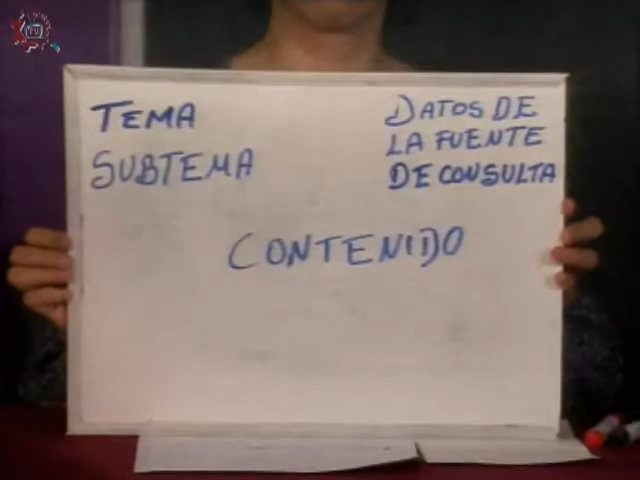 TEMA
SUBTEMA
DATOS DE
LA FUENTE
DE CONSULTA
CONTENIDO